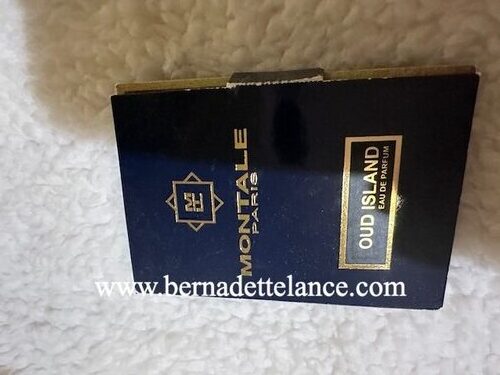 MONTALE
PARIS
OUD ISLAND
EAU DE PARFUM
www.bernadettelance.com